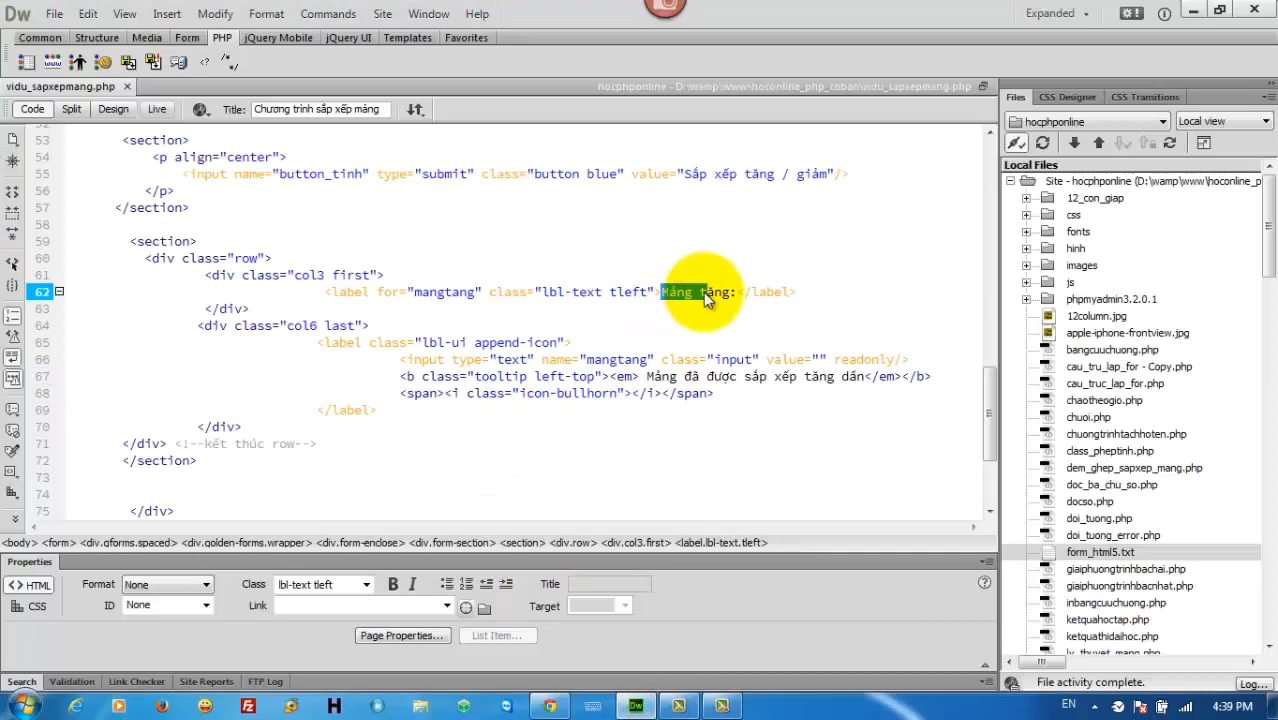 Dw File Edit View Insert Modify Format Commands Site Window Help Expanded
Common Structure Media Form PHP jQuery Mobile jQuery UI Templates Favorites
vidu_sapxepmang.php × hocphponline - D:\wamp\www\hoconline_php_coban\vidu_sapxepmang.php
Code Split Design Live Title: Chương trình sắp xếp mảng
53 <section>
54 <p align="center">
55 <input name="button_tinh" type="submit" class="button blue" value="Sắp xếp tăng / giảm"/>
56 </p>
57 </section>
58
59 <section>
60 <div class="row">
61 <div class="col3 first">
62 <label for="mangtang" class="lbl-text tleft">Mảng tăng:</label>
63 </div>
64 <div class="col6 last">
65 <label class="lbl-ui append-icon">
66 <input type="text" name="mangtang" class="input" value="" readonly/>
67 <b class="tooltip left-top"><em> Mảng đã được sắp xếp tăng dần</em></b>
68 <span><i class="icon-bullhorn"></i></span>
69 </label>
70 </div>
71 </div> <!--kết thúc row-->
72 </section>
73
74
75 </div>
<body> <form> <div.gforms.spaced> <div.golden-forms.wrapper> <div.form-enclose> <div.form-section> <section> <div.row> <div.col3.first> <label.lbl-text.tleft>
Properties
<> HTML Format None Class lbl-text tleft B I Title
CSS ID None Link Target
Page Properties... List Item...
Search Validation Link Checker Site Reports FTP Log
Files CSS Designer CSS Transitions
hocphponline Local view
Local Files
Site - hocphponline (D:\wamp\www\hoconline_p
12_con_giap
css
fonts
hinh
images
js
phpmyadmin3.2.0.1
12column.jpg
apple-iphone-frontview.jpg
bangcuuchuong.php
cau_tru_lap_for - Copy.php
cau_truc_lap_for.php
chaotheogio.php
chuoi.php
chuongtrinhtachhoten.php
class_pheptinh.php
dem_ghep_sapxep_mang.php
doc_ba_chu_so.php
docso.php
doi_tuong.php
doi_tuong_error.php
form_html5.txt
giaiphuongtrinhbachai.php
giaiphuongtrinhbacnhat.php
inbangcuuchuong.php
ketquahoctap.php
ketquathidaihoc.php
ly_thuyet_mang.php
File activity complete. Log...
EN 4:39 PM